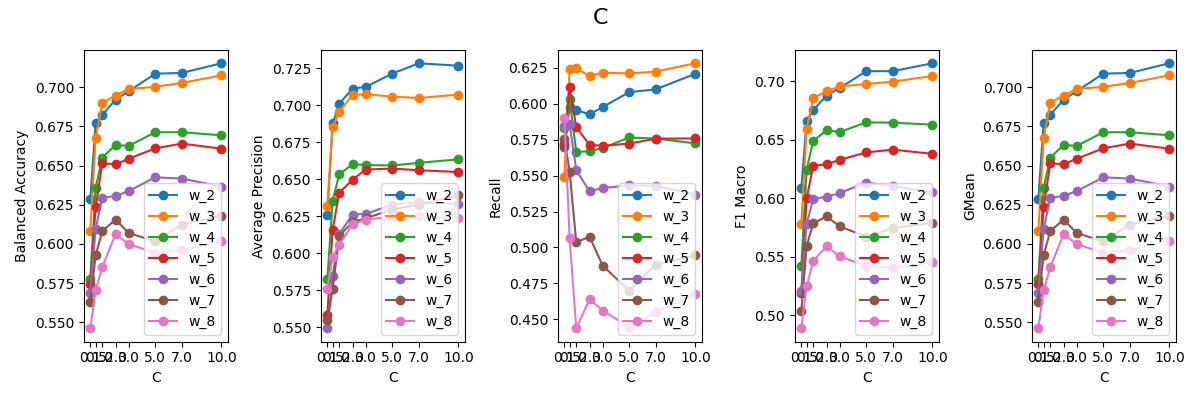 C
Balanced Accuracy
0.700
0.675
0.650
0.625
0.600
0.575
0.550
w_2
w_3
w_4
w_5
w_6
w_7
w_8
5.0 7.0 10.0
C
Average Precision
0.725
0.700
0.675
0.650
0.625
0.600
0.575
0.550
w_2
w_3
w_4
w_5
w_6
w_7
w_8
5.0 7.0 10.0
C
Recall
0.625
0.600
0.575
0.550
0.525
0.500
0.475
0.450
w_2
w_3
w_4
w_5
w_6
w_7
w_8
5.0 7.0 10.0
C
F1 Macro
0.70
0.65
0.60
0.55
0.50
w_2
w_3
w_4
w_5
w_6
w_7
w_8
5.0 7.0 10.0
C
GMean
0.700
0.675
0.650
0.625
0.600
0.575
0.550
w_2
w_3
w_4
w_5
w_6
w_7
w_8
5.0 7.0 10.0
C